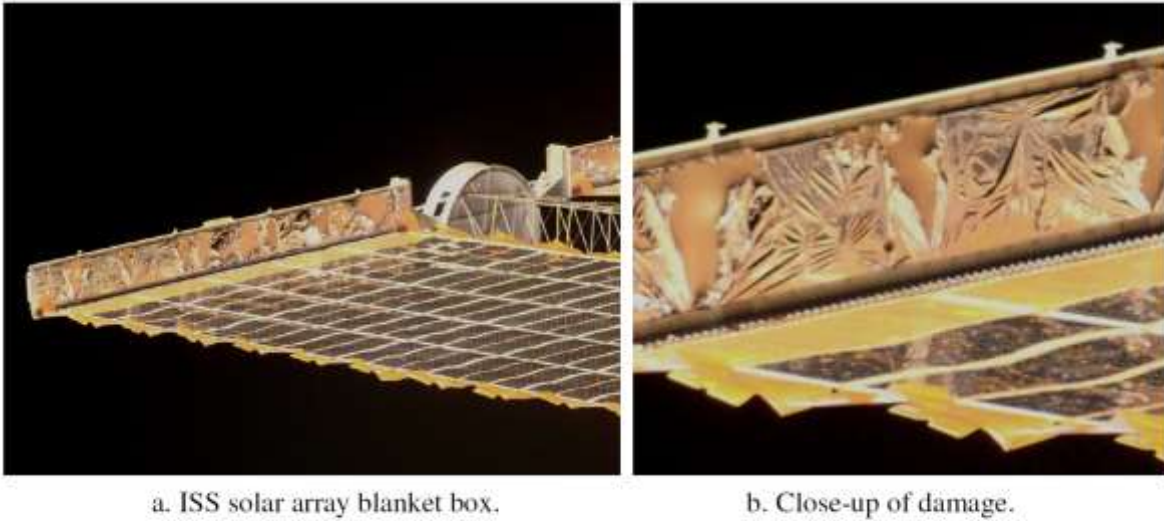 a. ISS solar array blanket box.
b. Close-up of damage.